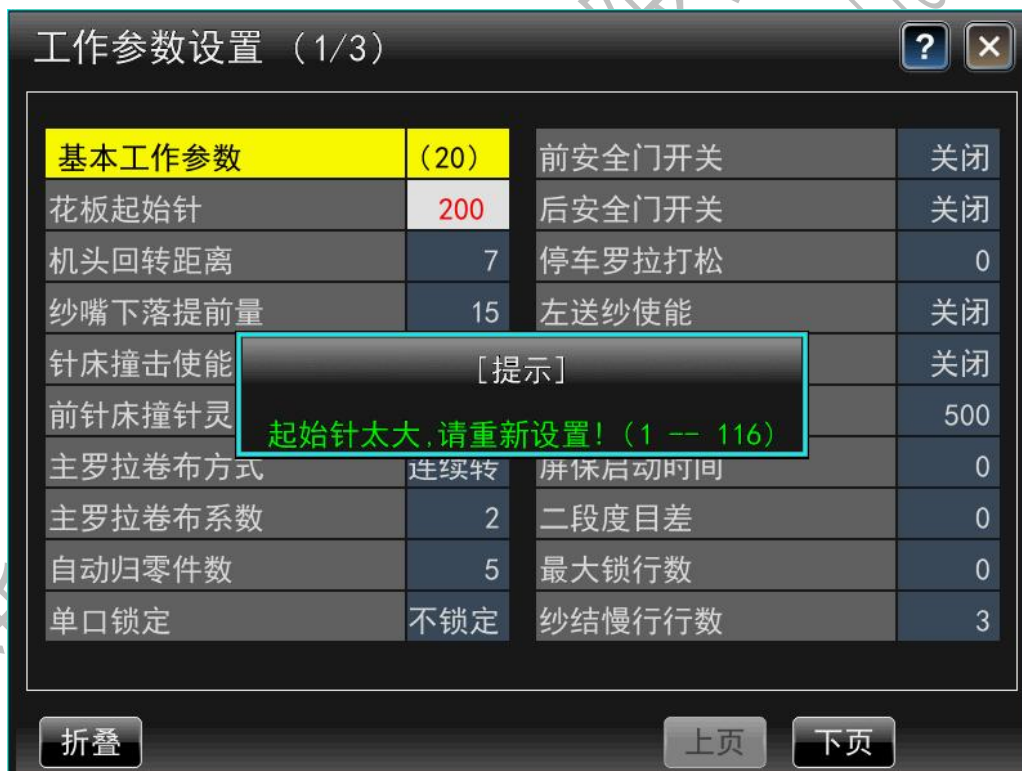 工作参数设置 （1/3）
?
×
基本工作参数 （20） 前安全门开关 关闭
花板起始针 200 后安全门开关 关闭
机头回转距离 7 停车罗拉打松 0
纱嘴下落提前量 15 左送纱使能 关闭
针床撞击使能 关闭
[提示]
前针床撞针灵 500
起始针太大,请重新设置!（1 -- 116）
主罗拉卷布方式 连续转 屏保启动时间 0
主罗拉卷布系数 2 二段度目差 0
自动归零件数 5 最大锁行数 0
单口锁定 不锁定 纱结慢行行数 3
折叠 上页 下页